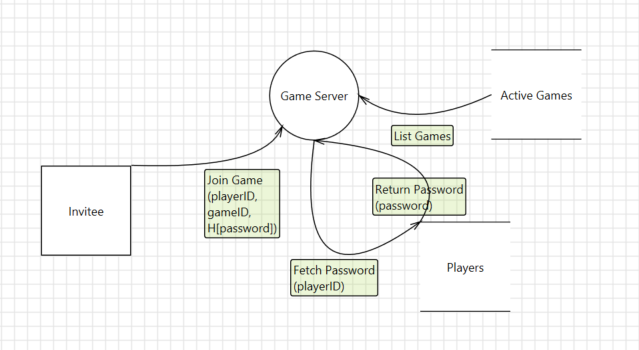 Game Server
Active Games
List Games
Join Game
(playerID,
gameID,
H[password])
Return Password
(password)
Invitee
Fetch Password
(playerID)
Players